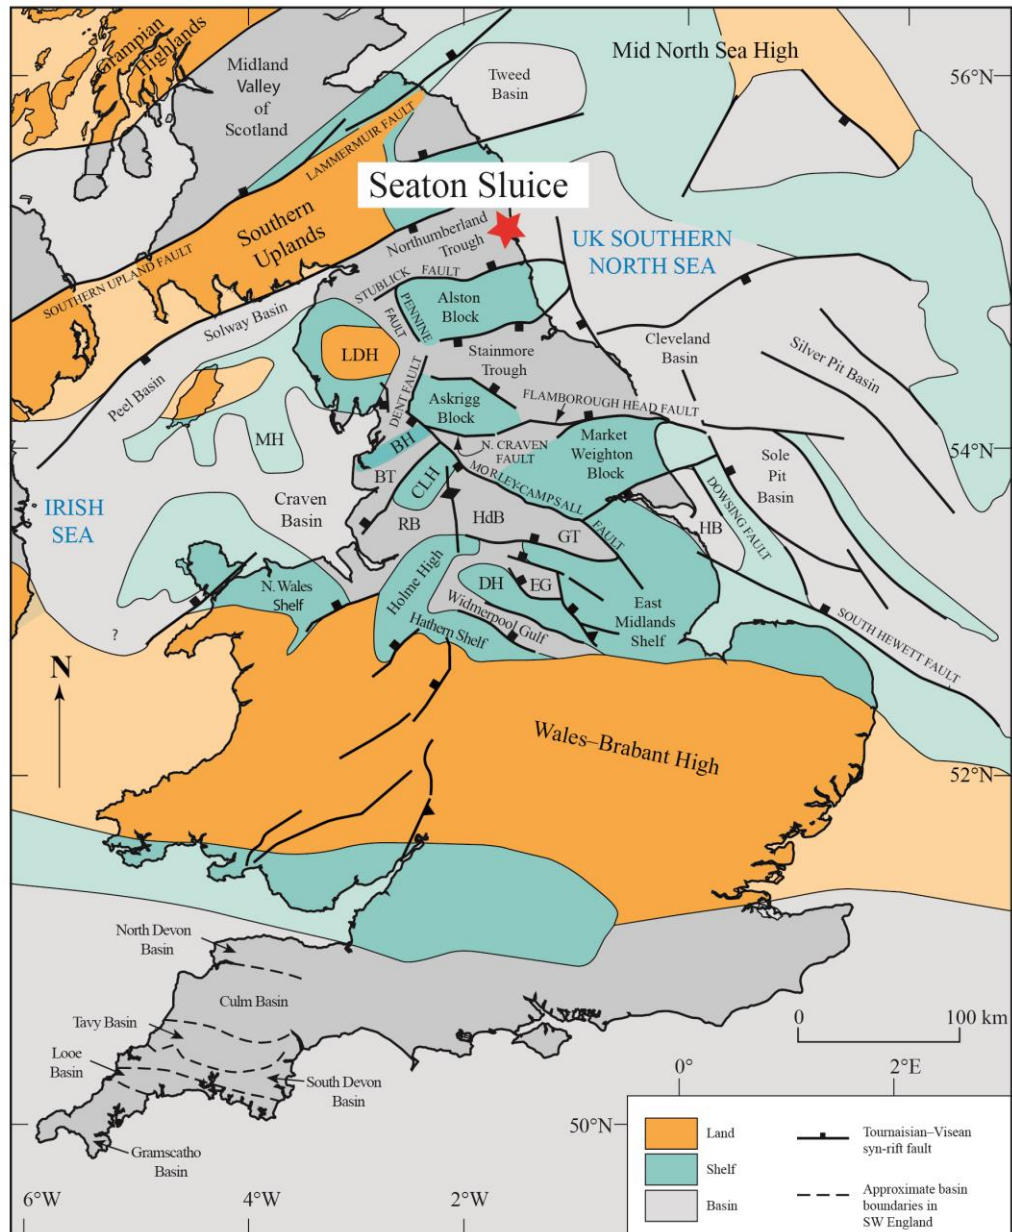 Grampian
Highlands
Midland
Valley
of
Scotland
Tweed
Basin
Mid North Sea High
56°N
LAMMERMUIR FAULT
Seaton Sluice
Southern
Uplands
Northumberland
Trough
UK SOUTHERN
NORTH SEA
SOUTHERN UPLAND FAULT
STUBLICK FAULT
Solway Basin
PENNINE
FAULT
Alston
Block
Cleveland
Basin
Silver Pit Basin
LDH
Stainmore
Trough
Peel Basin
DENT FAULT
Askrigg
Block
FLAMBOROUGH HEAD FAULT
MH
BH
N. CRAVEN
FAULT
Market
Weighton
Block
54°N
Sole
Pit
Basin
BT
CLH
MORLEY-CAMPSALL
FAULT
DOWSING FAULT
IRISH
SEA
Craven
Basin
RB
HdB
GT
HB
N. Wales
Shelf
Holme High
DH
EG
East
Midlands
Shelf
Widmerpool Gulf
Hathern Shelf
SOUTH HEWETT FAULT
?
N
Wales–Brabant High
52°N
North Devon
Basin
Culm Basin
Tavy Basin
Looe
Basin
South Devon
Basin
Gramscatho
Basin
0
100 km
0°
2°E
50°N
6°W
4°W
2°W
Land
Shelf
Basin
Tournaisian–Visean
syn-rift fault
Approximate basin
boundaries in
SW England